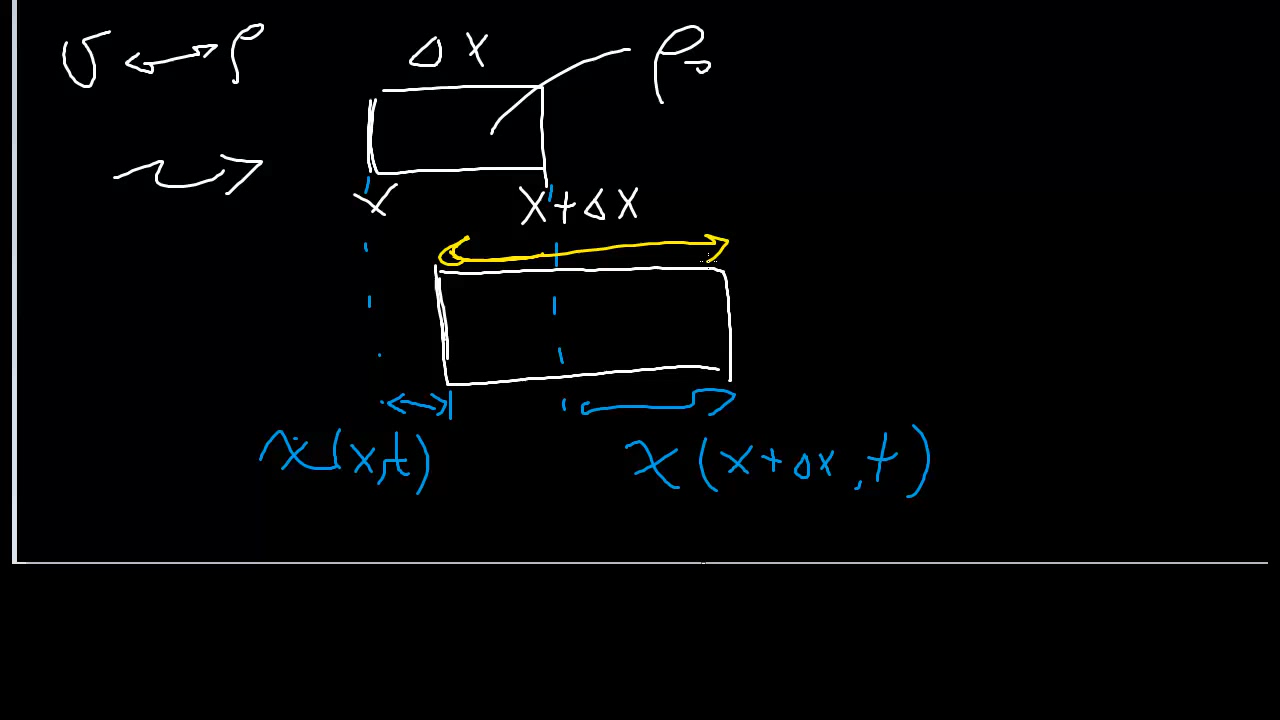 υ ↔ ρ
Δx
ρ₀
x
x+Δx
χ(x,t)
χ(x+Δx,t)